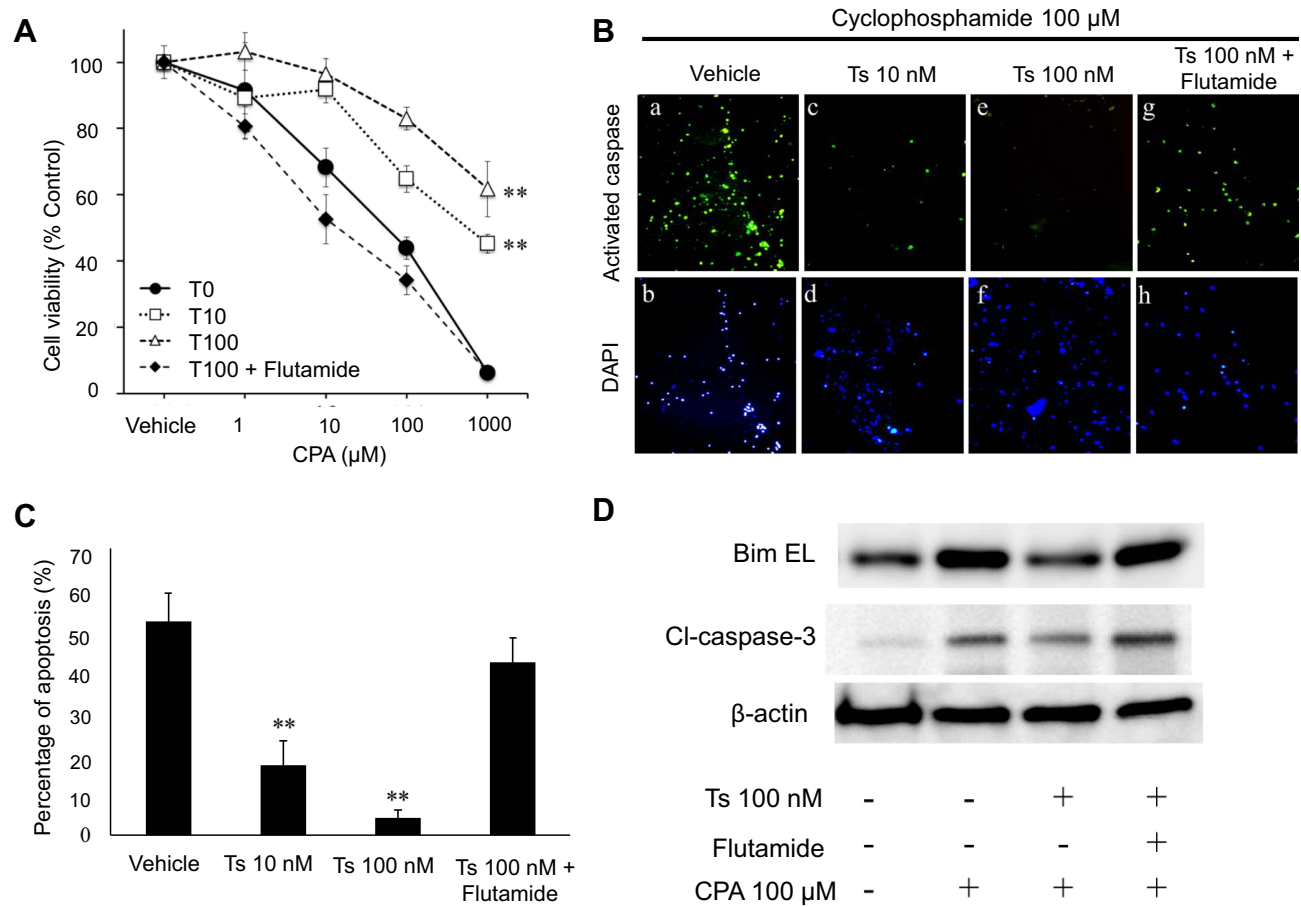 A
100
80
60
40
20
0
Cell viability (% Control)
T0
T10
T100
T100 + Flutamide
**
**
Vehicle
1
10
100
1000
CPA (µM)
B
Cyclophosphamide 100 µM
Vehicle
Ts 10 nM
Ts 100 nM
Ts 100 nM +
Flutamide
Activated caspase
DAPI
a
c
e
g
b
d
f
h
C
Percentage of apoptosis (%)
70
60
50
40
30
20
10
0
**
**
Vehicle
Ts 10 nM
Ts 100 nM
Ts 100 nM +
Flutamide
D
Bim EL
Cl-caspase-3
β-actin
Ts 100 nM - - + +
Flutamide - - - +
CPA 100 µM - + + +